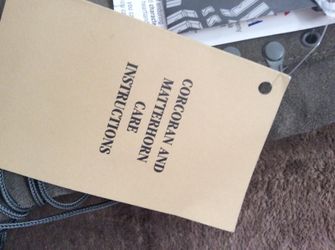 CORCORAN AND
MATTERHORN
CARE
INSTRUCTIONS